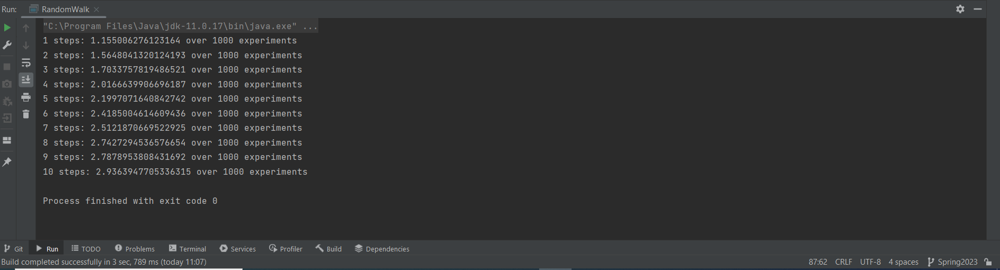 Run: RandomWalk
"C:\Program Files\Java\jdk-11.0.17\bin\java.exe" ...
1 steps: 1.155006276123164 over 1000 experiments
2 steps: 1.5648041320124193 over 1000 experiments
3 steps: 1.7033757819486521 over 1000 experiments
4 steps: 2.0166639906696187 over 1000 experiments
5 steps: 2.1997071640842742 over 1000 experiments
6 steps: 2.4185004614609436 over 1000 experiments
7 steps: 2.5121870669522925 over 1000 experiments
8 steps: 2.7427294536576654 over 1000 experiments
9 steps: 2.7878953808431692 over 1000 experiments
10 steps: 2.9363947705336315 over 1000 experiments
Process finished with exit code 0
Git Run TODO Problems Terminal Services Profiler Build Dependencies
Build completed successfully in 3 sec, 789 ms (today 11:07) 87:62 CRLF UTF-8 4 spaces Spring2023